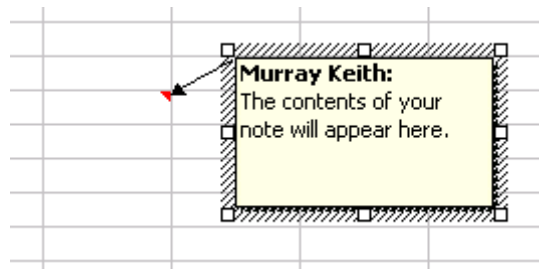 Murray Keith:
The contents of your
note will appear here.